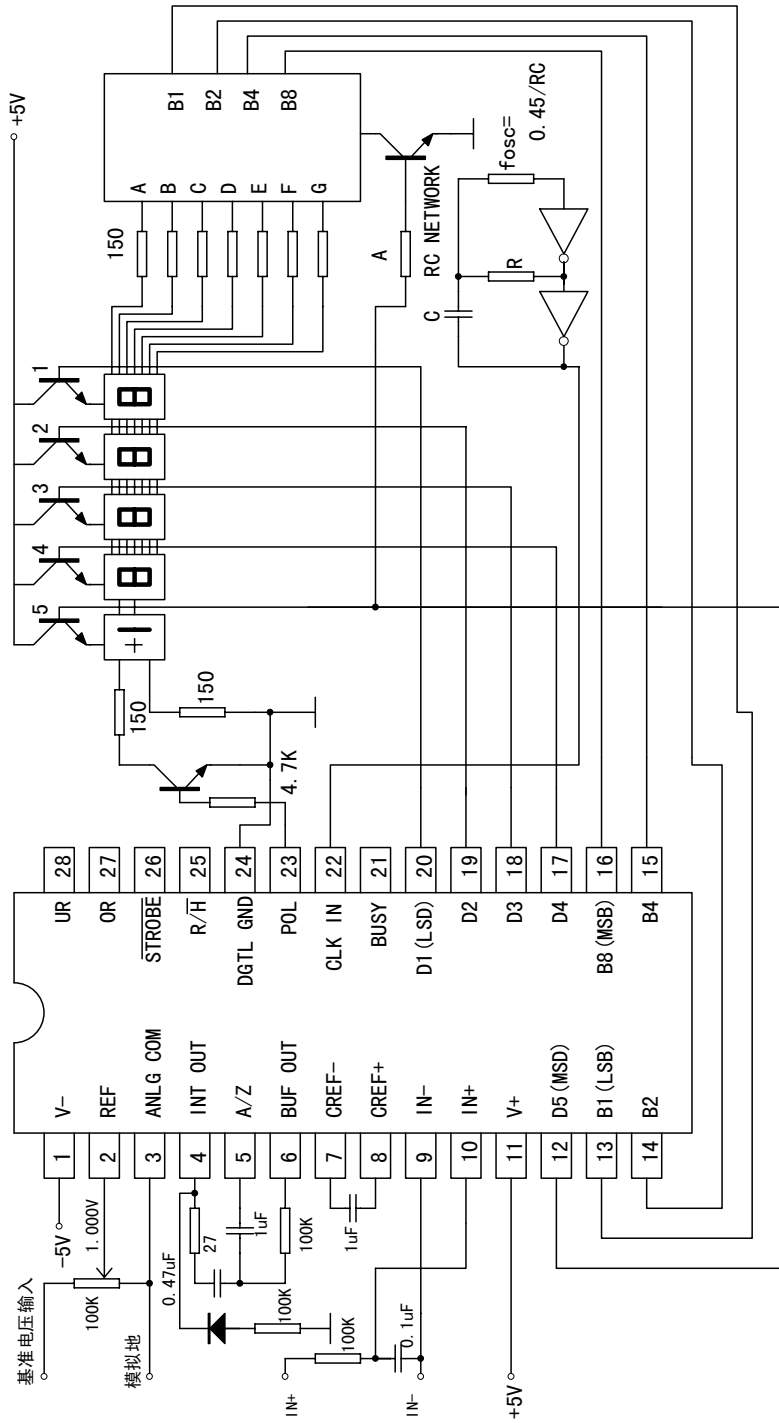 基准电压输入
100K
-5V
1.000V
模拟地
0.47uF
27
1uF
100K
100K
1uF
IN+
100K
0.1uF
IN-
+5V
1
V-
2
REF
3
ANLG COM
4
INT OUT
5
A/Z
6
BUF OUT
7
CREF-
8
CREF+
9
IN-
10
IN+
11
V+
12
D5(MSD)
13
B1(LSB)
14
B2
UR
28
OR
27
STROBE
26
R/H
25
DGTL GND
24
POL
23
CLK IN
22
BUSY
21
D1(LSD)
20
D2
19
D3
18
D4
17
B8(MSB)
16
B4
15
4.7K
150
150
5
4
3
2
1
+5V
150
A
B
C
D
E
F
G
B1
B2
B4
B8
A
RC NETWORK
C
R
fosc=
0.45/RC